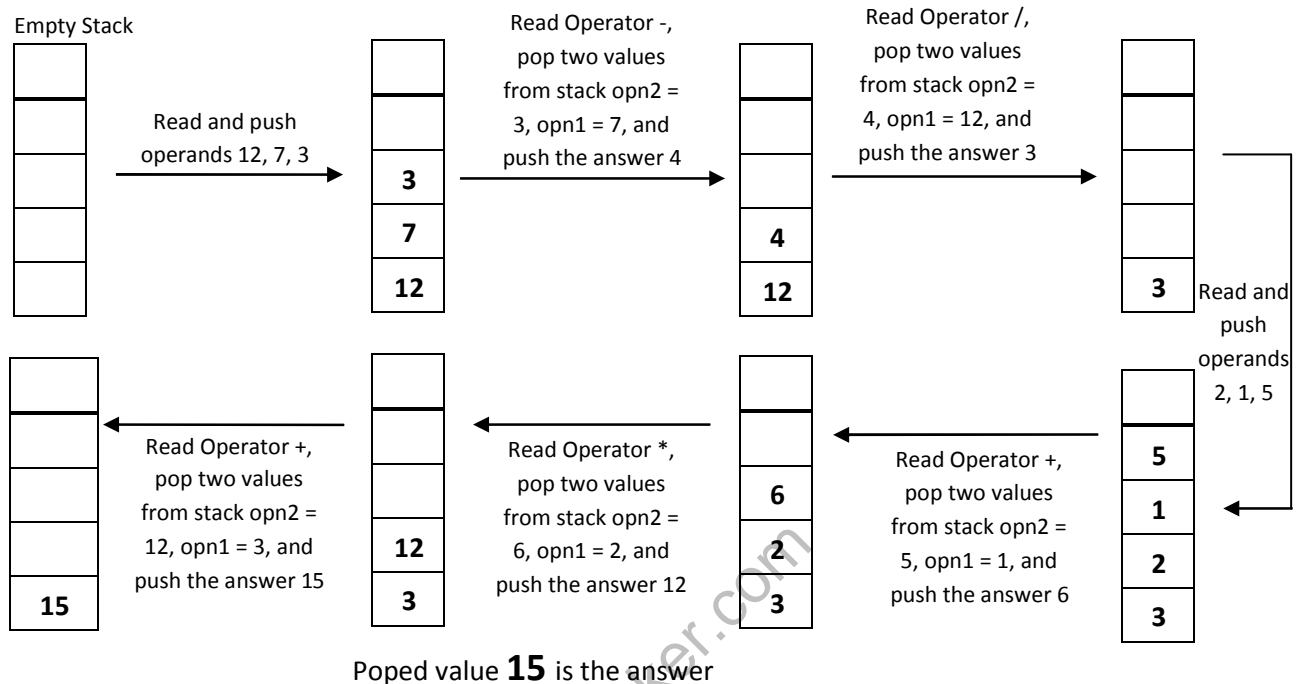 Empty Stack
Read and push
operands 12, 7, 3
3
7
12
Read Operator -,
pop two values
from stack opn2 =
3, opn1 = 7, and
push the answer 4
4
12
Read Operator /,
pop two values
from stack opn2 =
4, opn1 = 12, and
push the answer 3
3
Read and
push
operands
2, 1, 5
5
1
2
3
Read Operator +,
pop two values
from stack opn2 =
5, opn1 = 1, and
push the answer 6
6
2
3
Read Operator *,
pop two values
from stack opn2 =
6, opn1 = 2, and
push the answer 12
12
3
Read Operator +,
pop two values
from stack opn2 =
12, opn1 = 3, and
push the answer 15
15
Poped value 15 is the answer